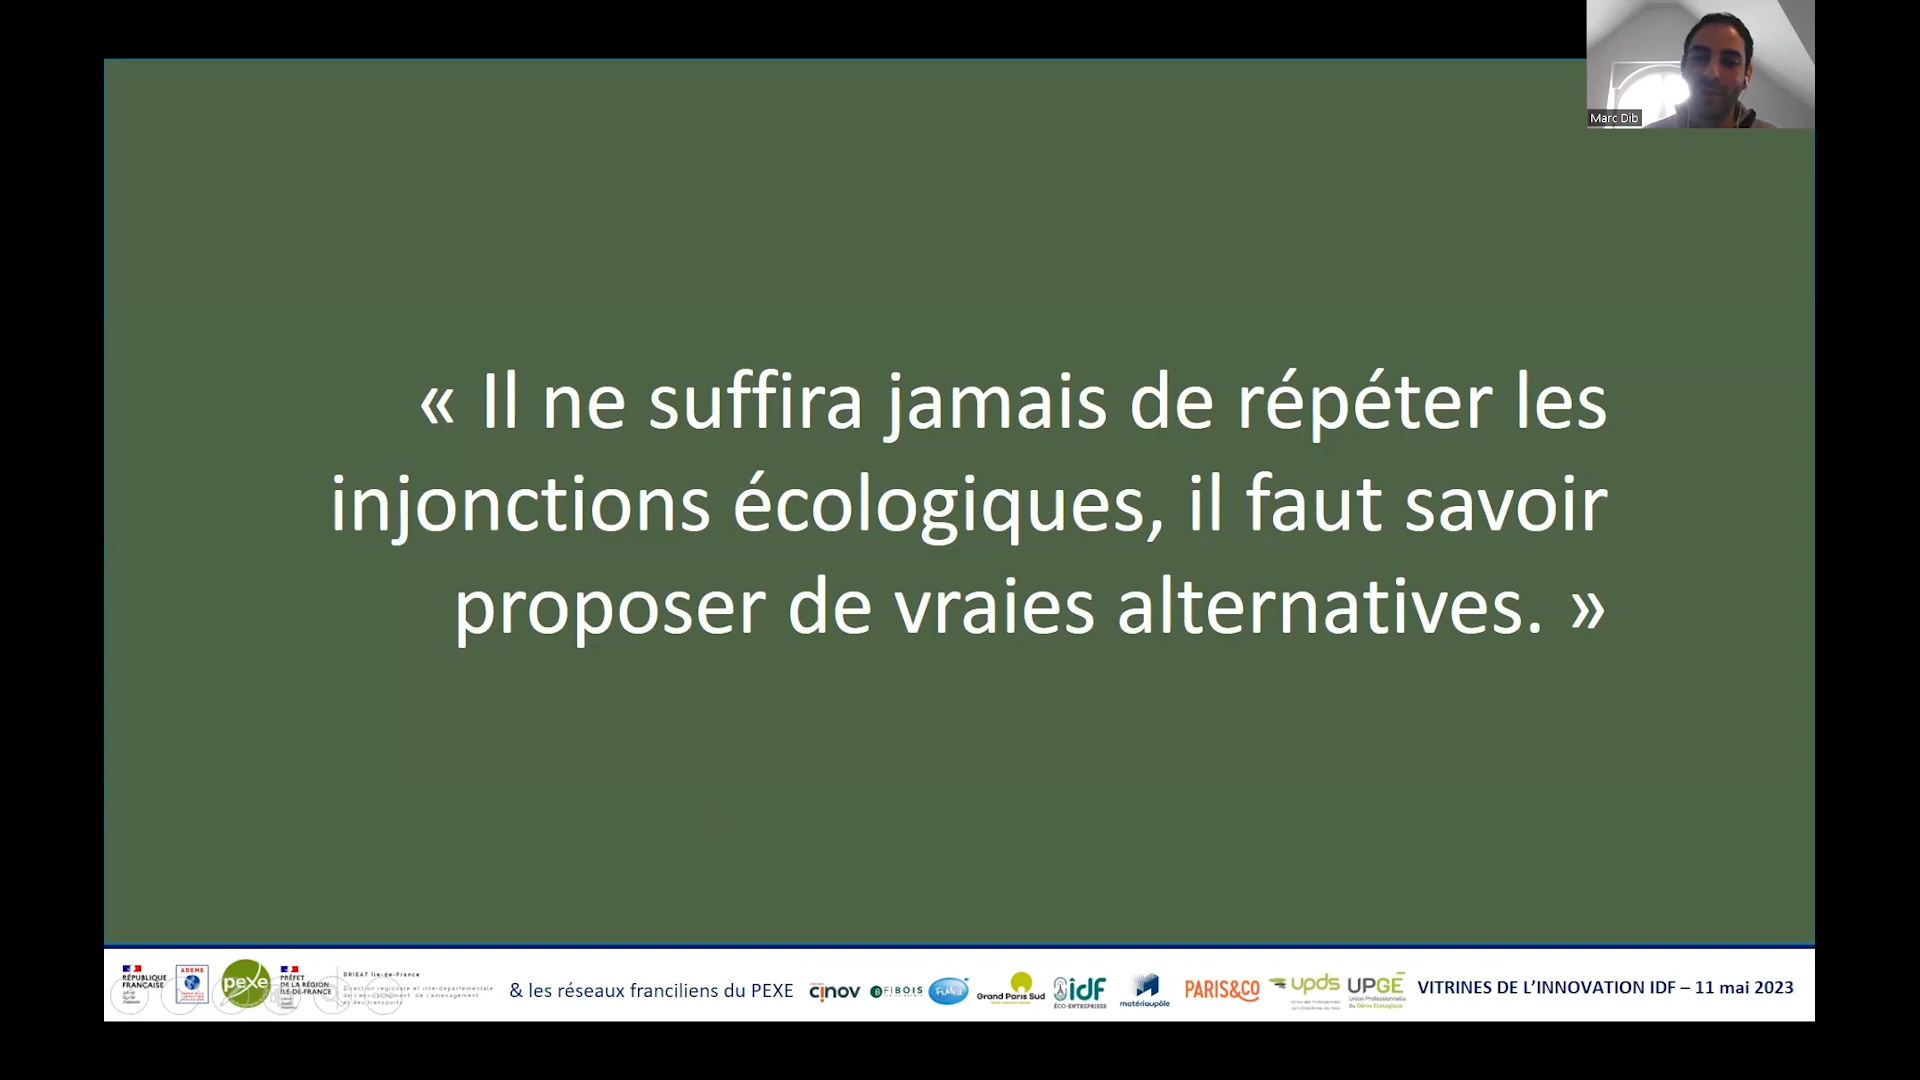 Marc Dib
« Il ne suffira jamais de répéter les
injonctions écologiques, il faut savoir
proposer de vraies alternatives. »
RÉPUBLIQUE
FRANÇAISE
ADEME
pexe
PRÉFET
DE LA RÉGION
ÎLE-DE-FRANCE
DRIEAT Île-de-France
Direction régionale et interdépartementale
de l'environnement, de l'aménagement
et des transports
& les réseaux franciliens du PEXE
cinov
FIBOIS
Grand Paris Sud
idf
ÉCO-ENTREPRISES
matériaupôle
PARIS&CO
upds
UPGE
Union Professionnelle
du Génie Écologique
VITRINES DE L'INNOVATION IDF – 11 mai 2023